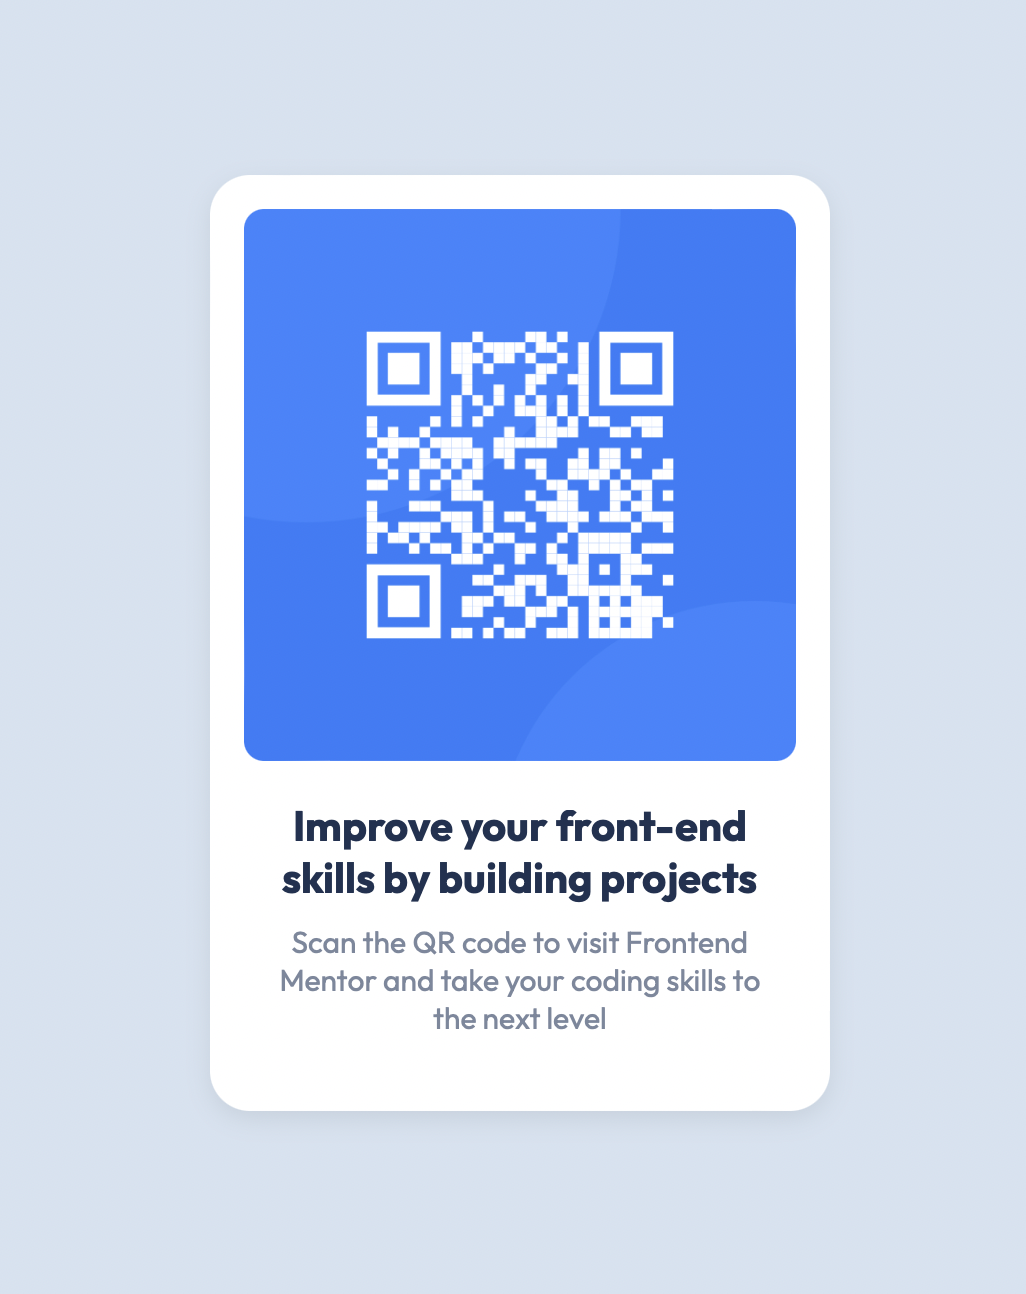 Improve your front-end
skills by building projects
Scan the QR code to visit Frontend
Mentor and take your coding skills to
the next level